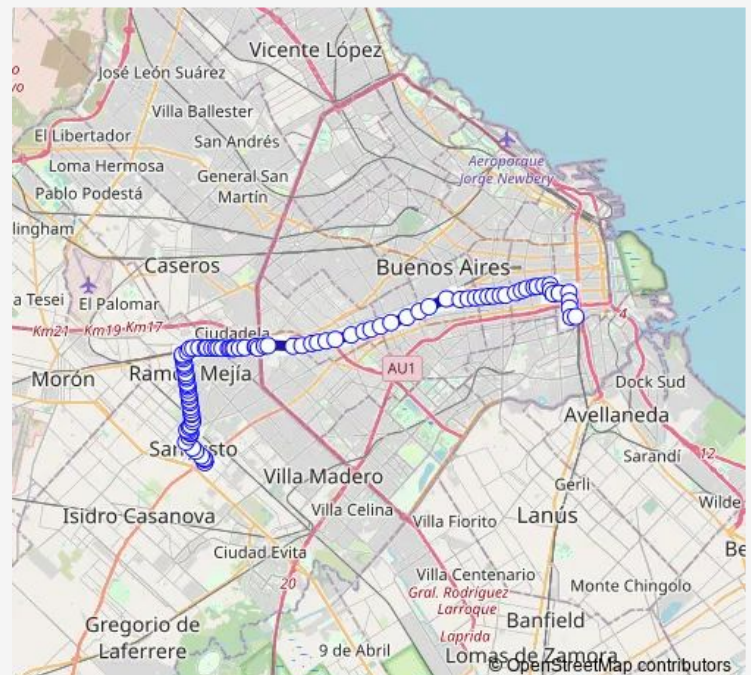 Vicente López
José León Suárez
Villa Ballester
El Libertador
San Andrés
Aeroparque
Jorge Newbery
Loma Hermosa
General San
Martín
Pablo Podestá
lingham
Caseros
Buenos Aires
a Tesei
El Palomar
Km21
Km19
Km17
Ciudadela
4
AU1
Morón
Mejía
Dock Sud
Avellaneda
12
Sarandí
Villa Madero
Gerli
Wilde
Isidro Casanova
Villa Celina
Villa Fiorito
Lanús
Be
Ciudad Evita
20
Villa Centenario
Monte Chingolo
Gral. Rodríguez
Larroque
Banfield
Gregorio de
Laferrere
Laprida
9 de Abril
Lomas de Zamora
© OpenStreetMap contributors